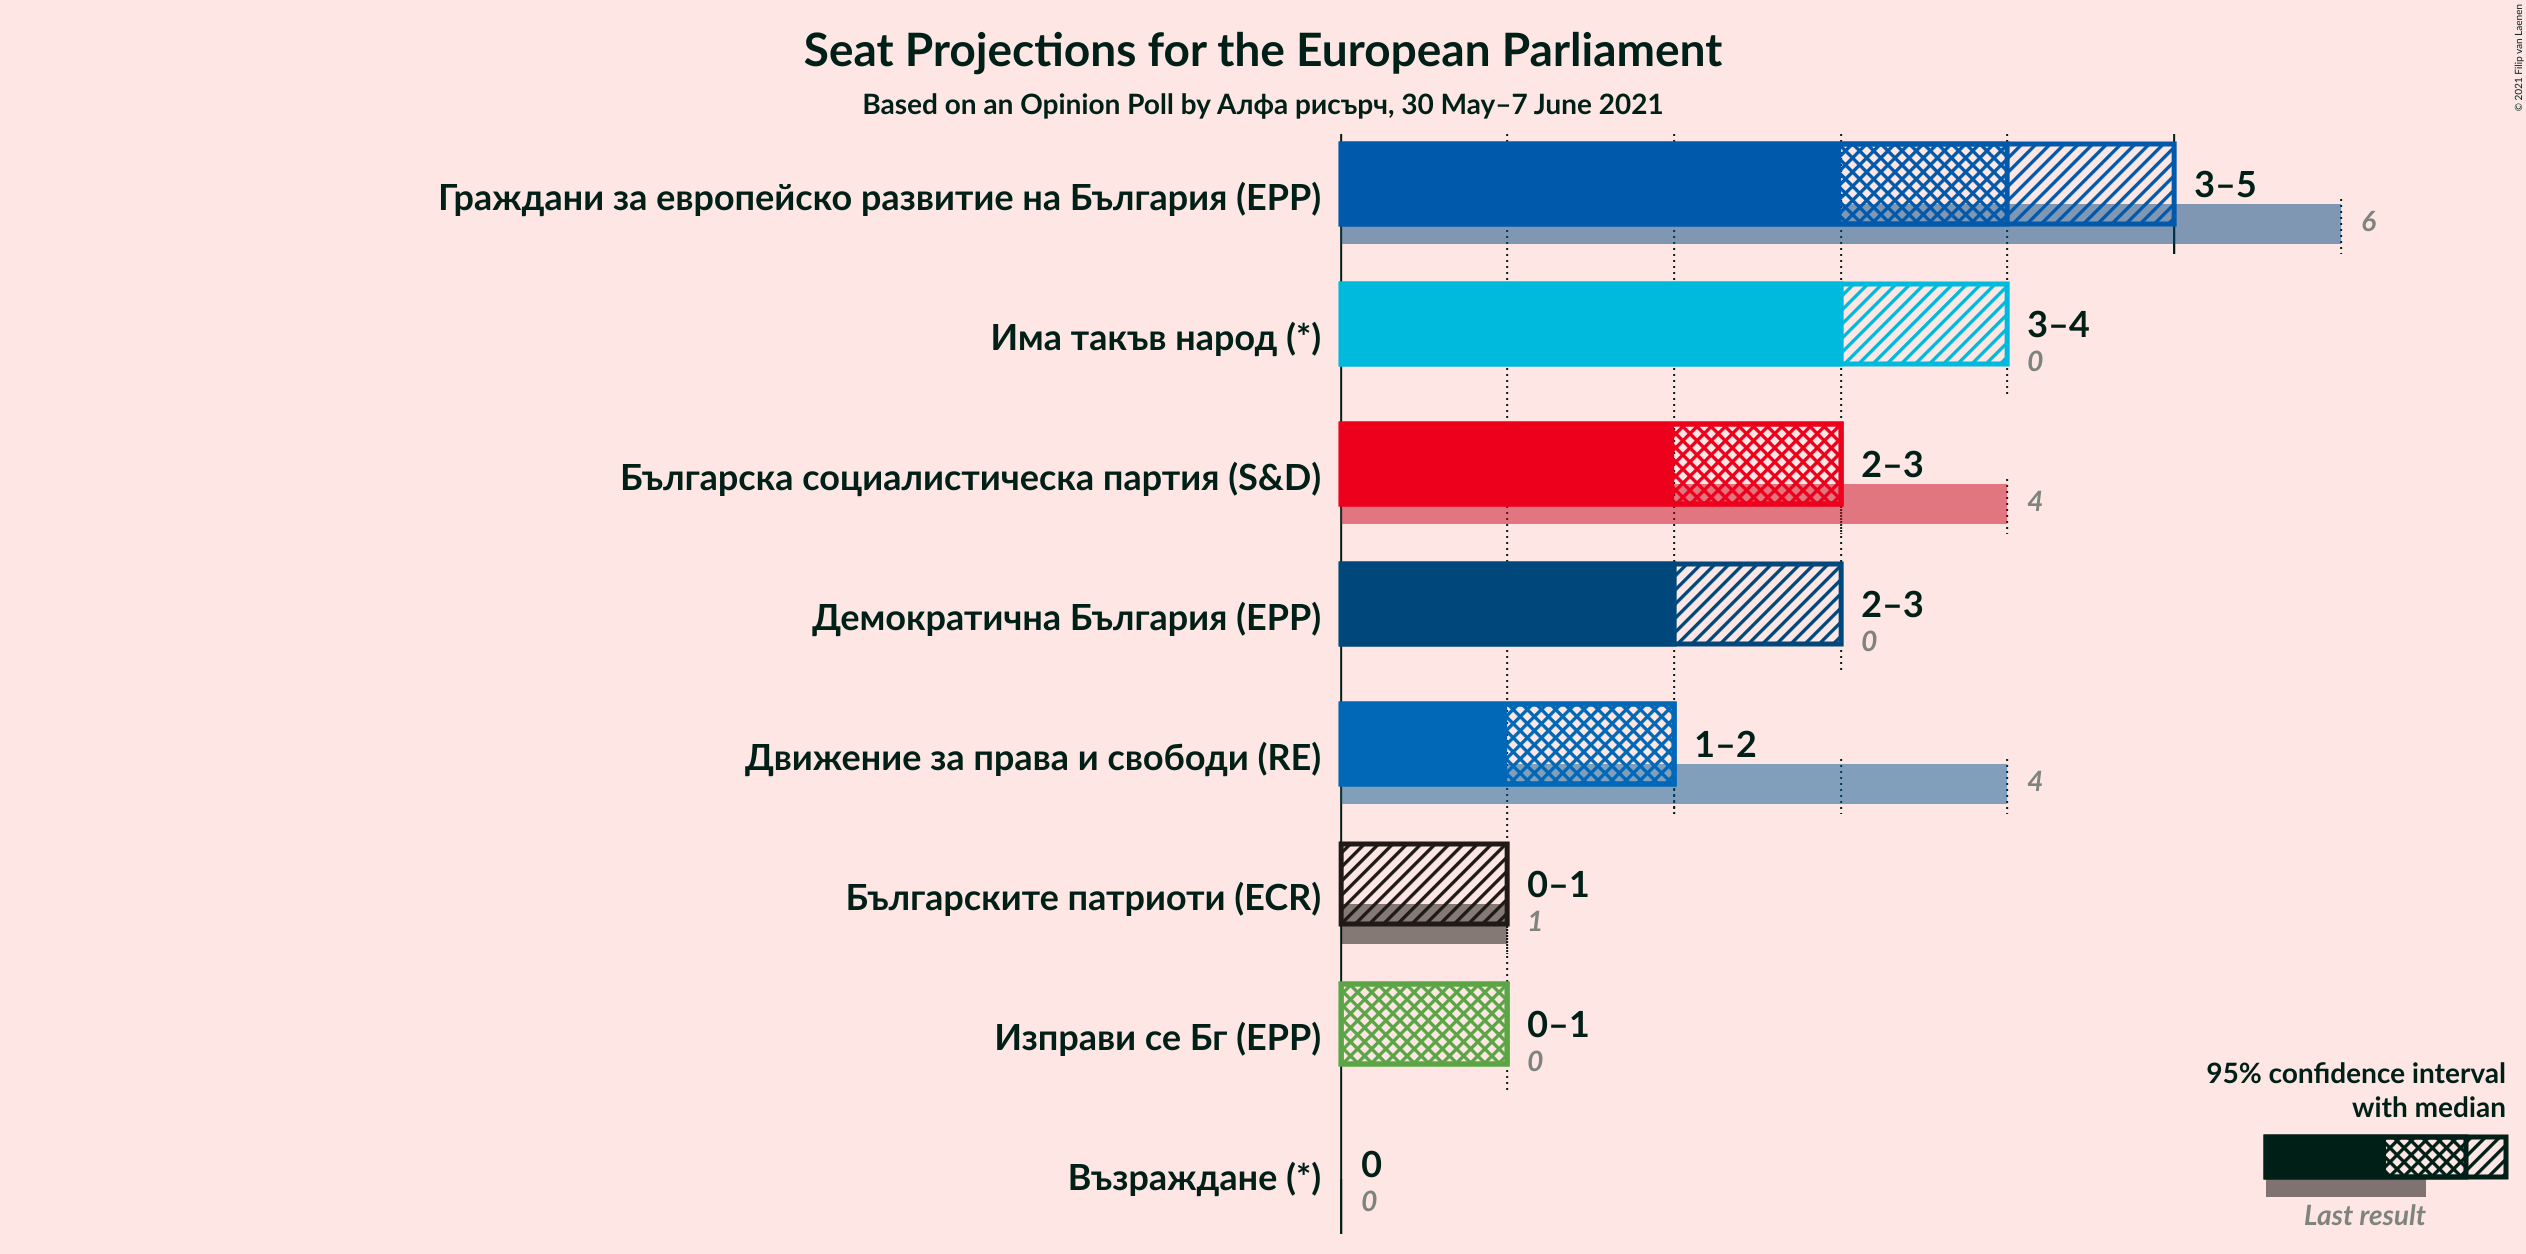 Seat Projections for the European Parliament
Based on an Opinion Poll by Алфа рисърч, 30 May–7 June 2021
© 2021 Filip van Laenen
Граждани за европейско развитие на България (EPP)
3–5
6
Има такъв народ (*)
3–4
0
Българска социалистическа партия (S&D)
2–3
4
Демократична България (EPP)
2–3
0
Движение за права и свободи (RE)
1–2
4
Българските патриоти (ECR)
0–1
1
Изправи се Бг (EPP)
0–1
0
Възраждане (*)
0
0
95% confidence interval
with median
Last result